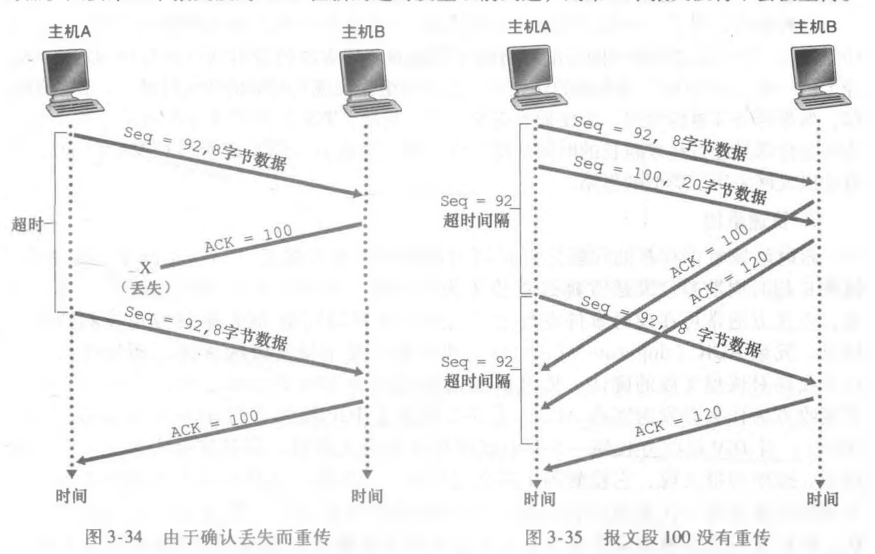 主机A
主机B
Seq = 92,8字节数据
超时
ACK = 100
X
（丢失）
Seq = 92,8字节数据
ACK = 100
时间
时间
图 3-34 由于确认丢失而重传
主机A
主机B
Seq = 92, 8字节数据
Seq = 100, 20字节数据
Seq = 92
超时间隔
ACK = 100
ACK = 120
Seq = 92,8 字节数据
Seq = 92
超时间隔
ACK = 120
时间
时间
图 3-35 报文段 100 没有重传